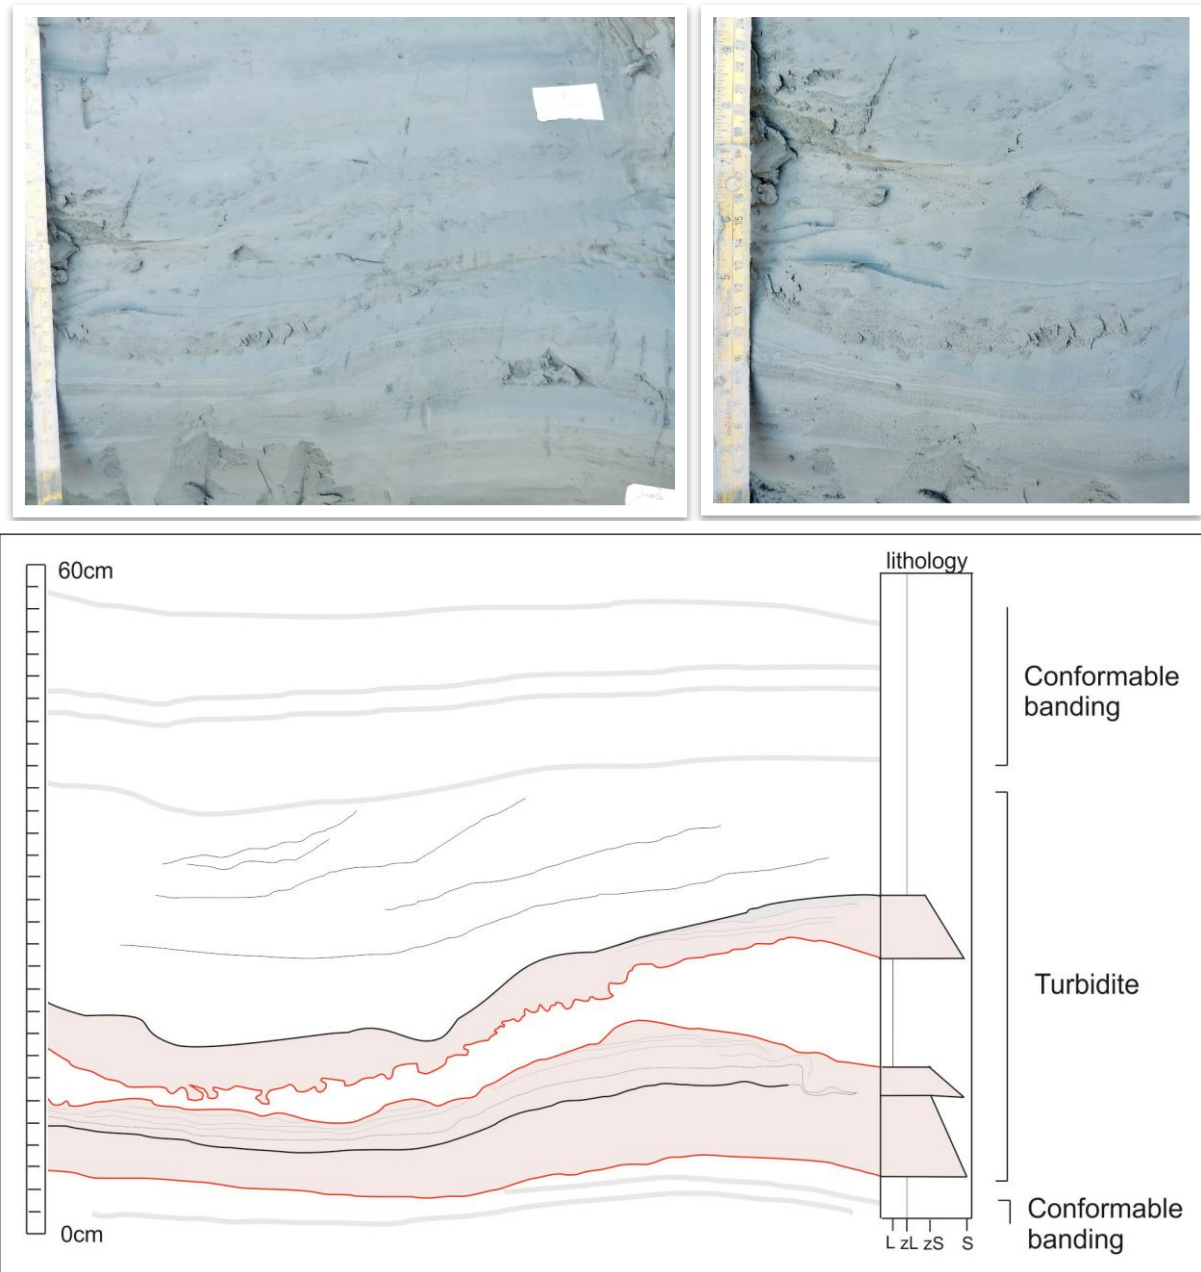 60cm
lithology
Conformable
banding
Turbidite
Conformable
banding
0cm
L zL zS S